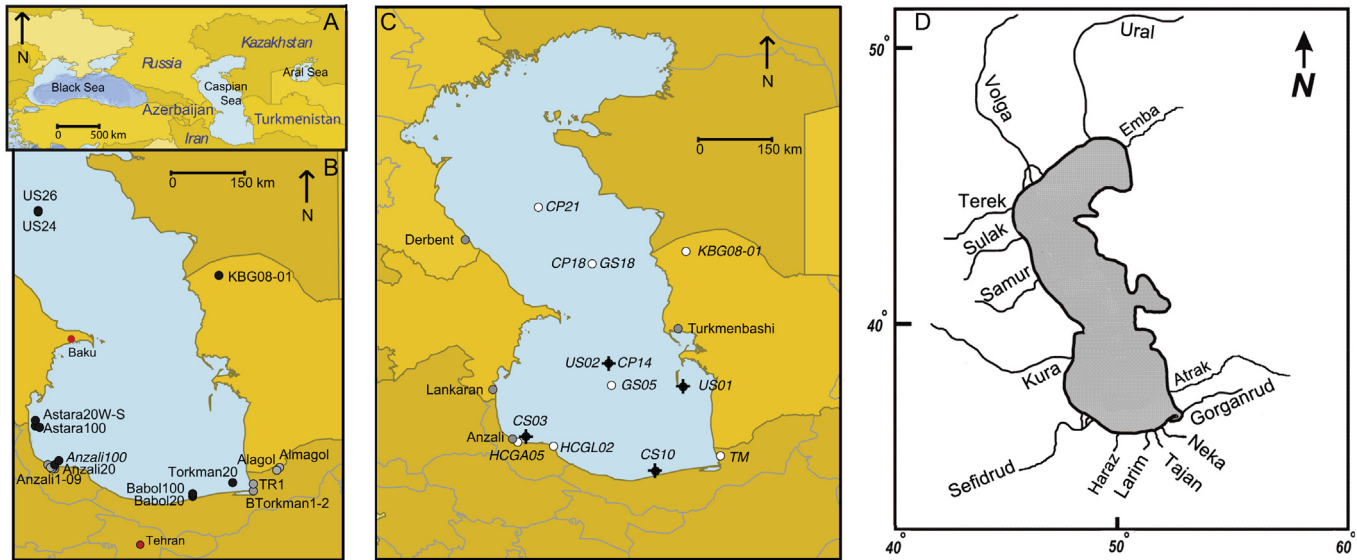 A
N
Kazakhstan
Russia
Aral Sea
Black Sea
Caspian
Sea
Azerbaijan
Turkmenistan
Iran
0 500 km
B
0 150 km
N
US26
US24
KBG08-01
Baku
Astara20W-S
Astara100
Anzali100
Anzali20
Anzali1-09
Almagol
Alagol
Torkman20
TR1
Babol100
Babol20
BTorkman1-2
Tehran
C
N
0 150 km
CP21
Derbent
KBG08-01
CP18 GS18
Turkmenbashi
US02 CP14
GS05
US01
Lankaran
CS03
Anzali
HCGL02
HCGA05
CS10
TM
D
N
50°
40°
Ural
Volga
Emba
Terek
Sulak
Samur
Kura
Atrak
Gorganrud
Neka
Tajan
Larim
Haraz
Sefidrud
40° 50° 60°